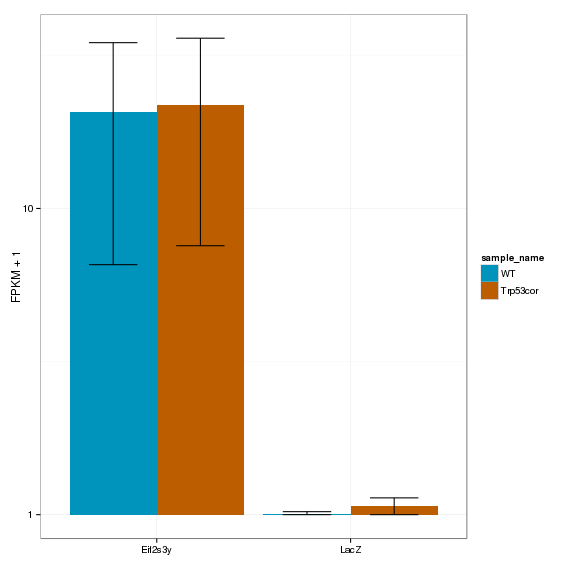 FPKM + 1
10
1
Eif2s3y
LacZ
sample_name
WT
Trp53cor